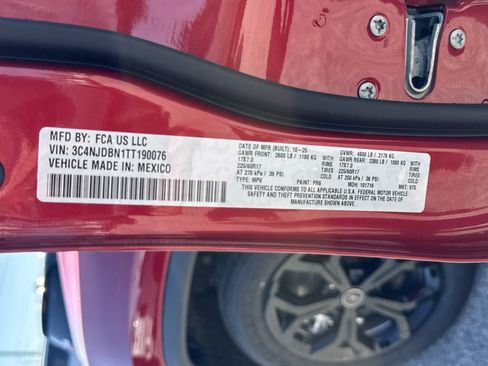 MFD BY: FCA US LLC
VIN: 3C4NJDBN1TT190076
VEHICLE MADE IN: MEXICO
DATE OF MFR (BUILT): 10-25
GVWR: 4800 LB / 2178 KG
GAWR FRONT: 2600 LB / 1180 KG
GAWR REAR: 2380 LB / 1080 KG
17X7.0 RIMS
17X7.0 RIMS
225/60R17 TIRES
225/60R17 TIRES
AT 270 kPa / 39 PSI COLD
AT 250 kPa / 36 PSI COLD
TYPE: MPV
PAINT: PR6
MDH: 101716
MKT: 975
THIS VEHICLE CONFORMS TO ALL APPLICABLE U.S.A. FEDERAL MOTOR VEHICLE
SAFETY AND THEFT PREVENTION STANDARDS IN EFFECT ON THE DATE OF
MANUFACTURE SHOWN ABOVE.